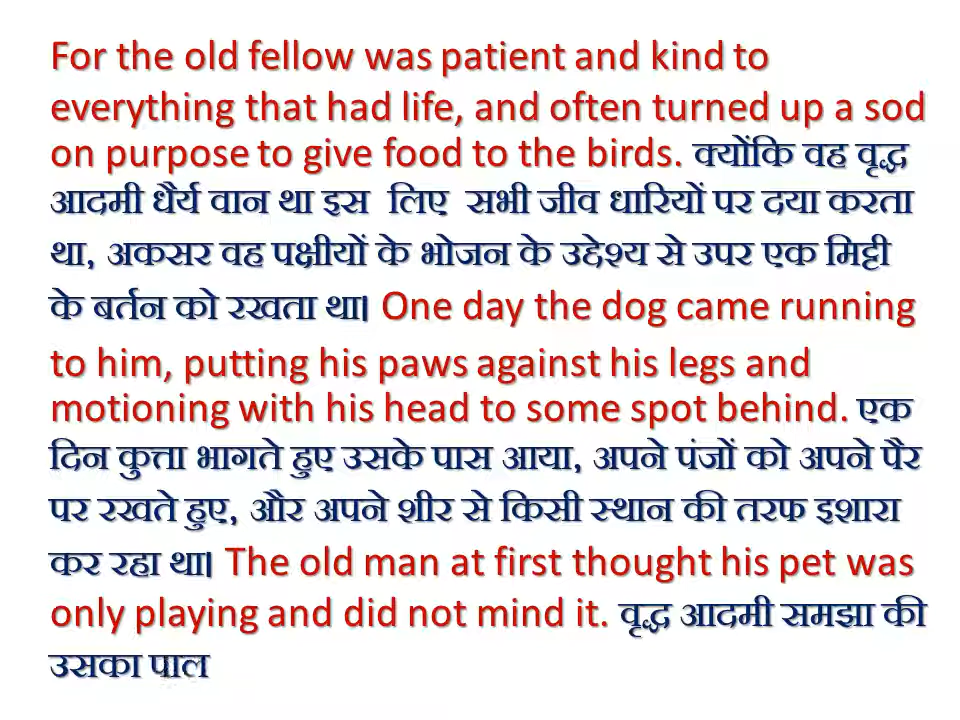 For the old fellow was patient and kind to
everything that had life, and often turned up a sod
on purpose to give food to the birds. क्योंकि वह वृद्ध
आदमी धैर्य वान था इस लिए सभी जीव धारियों पर दया करता
था, अकसर वह पक्षीयों के भोजन के उद्देश्य से उपर एक मिट्टी
के बर्तन को रखता था। One day the dog came running
to him, putting his paws against his legs and
motioning with his head to some spot behind. एक
दिन कुत्ता भागते हुए उसके पास आया, अपने पंजों को अपने पैर
पर रखते हुए, और अपने शीर से किसी स्थान की तरफ इशारा
कर रहा था। The old man at first thought his pet was
only playing and did not mind it. वृद्ध आदमी समझा की
उसका पाल